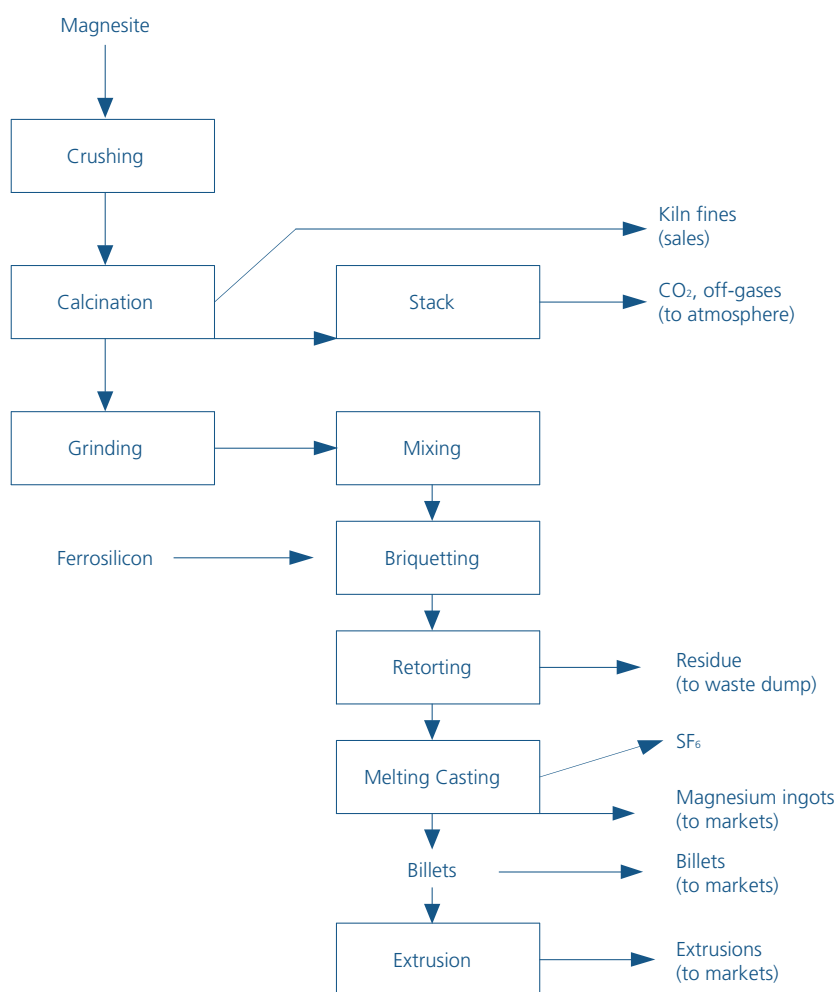 Magnesite
Crushing
Kiln fines
(sales)
Calcination
Stack
CO₂, off-gases
(to atmosphere)
Grinding
Mixing
Ferrosilicon
Briquetting
Retorting
Residue
(to waste dump)
SF₆
Melting Casting
Magnesium ingots
(to markets)
Billets
Billets
(to markets)
Extrusion
Extrusions
(to markets)